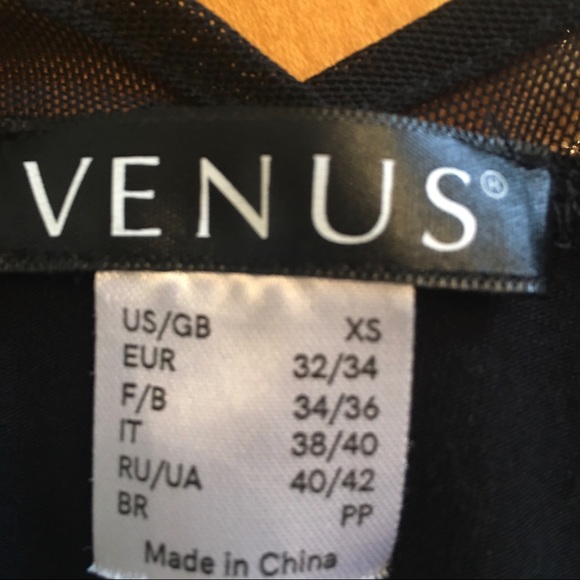 VENUS®
US/GB XS
EUR 32/34
F/B 34/36
IT 38/40
RU/UA 40/42
BR PP
Made in China